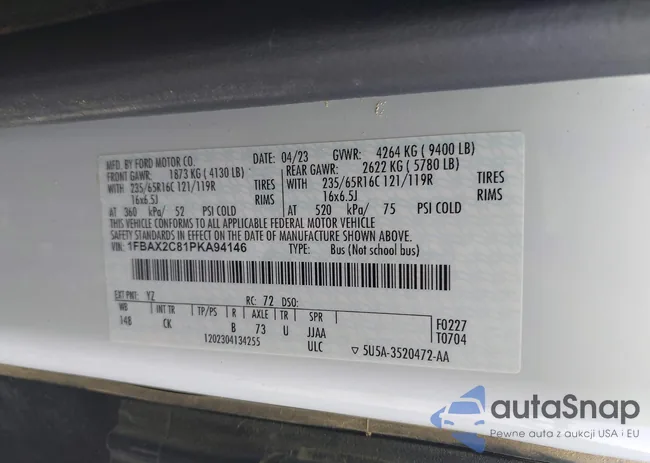 MFD. BY FORD MOTOR CO.
DATE: 04/23 GVWR: 4264 KG ( 9400 LB)
FRONT GAWR: 1873 KG ( 4130 LB)
REAR GAWR: 2622 KG ( 5780 LB)
WITH 235/65R16C 121/119R TIRES WITH 235/65R16C 121/119R TIRES
16x6.5J RIMS 16x6.5J RIMS
AT 360 kPa/ 52 PSI COLD AT 520 kPa/ 75 PSI COLD
THIS VEHICLE CONFORMS TO ALL APPLICABLE FEDERAL MOTOR VEHICLE
SAFETY STANDARDS IN EFFECT ON THE DATE OF MANUFACTURE SHOWN ABOVE.
VIN: 1FBAX2C81PKA94146 TYPE: Bus (Not school bus)
EXT PNT: YZ RC: 72 DSO:
WB INT TR TP/PS R AXLE TR SPR F0227
148 CK B 73 U JJAA T0704
1202304134255 ULC ▽ 5U5A-3520472-AA
autaSnap
Pewne auta z aukcji USA i EU